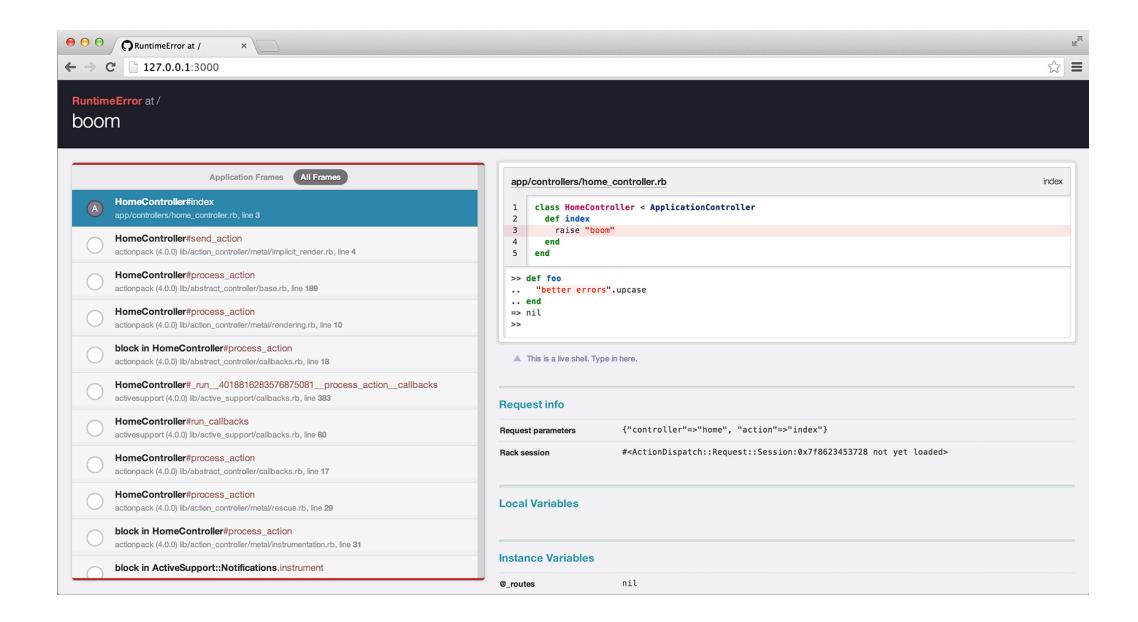 RuntimeError at /
127.0.0.1:3000
RuntimeError at /
boom
Application Frames All Frames
A
HomeController#index
app/controllers/home_controller.rb, line 3
HomeController#send_action
actionpack (4.0.0) lib/action_controller/metal/implicit_render.rb, line 4
HomeController#process_action
actionpack (4.0.0) lib/abstract_controller/base.rb, line 189
HomeController#process_action
actionpack (4.0.0) lib/action_controller/metal/rendering.rb, line 10
block in HomeController#process_action
actionpack (4.0.0) lib/abstract_controller/callbacks.rb, line 18
HomeController#_run__4018816283576875081__process_action__callbacks
activesupport (4.0.0) lib/active_support/callbacks.rb, line 383
HomeController#run_callbacks
activesupport (4.0.0) lib/active_support/callbacks.rb, line 80
HomeController#process_action
actionpack (4.0.0) lib/abstract_controller/callbacks.rb, line 17
HomeController#process_action
actionpack (4.0.0) lib/action_controller/metal/rescue.rb, line 29
block in HomeController#process_action
actionpack (4.0.0) lib/action_controller/metal/instrumentation.rb, line 31
block in ActiveSupport::Notifications.instrument
app/controllers/home_controller.rb index
1 class HomeController < ApplicationController
2 def index
3 raise "boom"
4 end
5 end
>> def foo
.. "better errors".upcase
.. end
=> nil
>>
This is a live shell. Type in here.
Request info
Request parameters {"controller"=>"home", "action"=>"index"}
Rack session #<ActionDispatch::Request::Session:0x7f8623453728 not yet loaded>
Local Variables
Instance Variables
@_routes nil